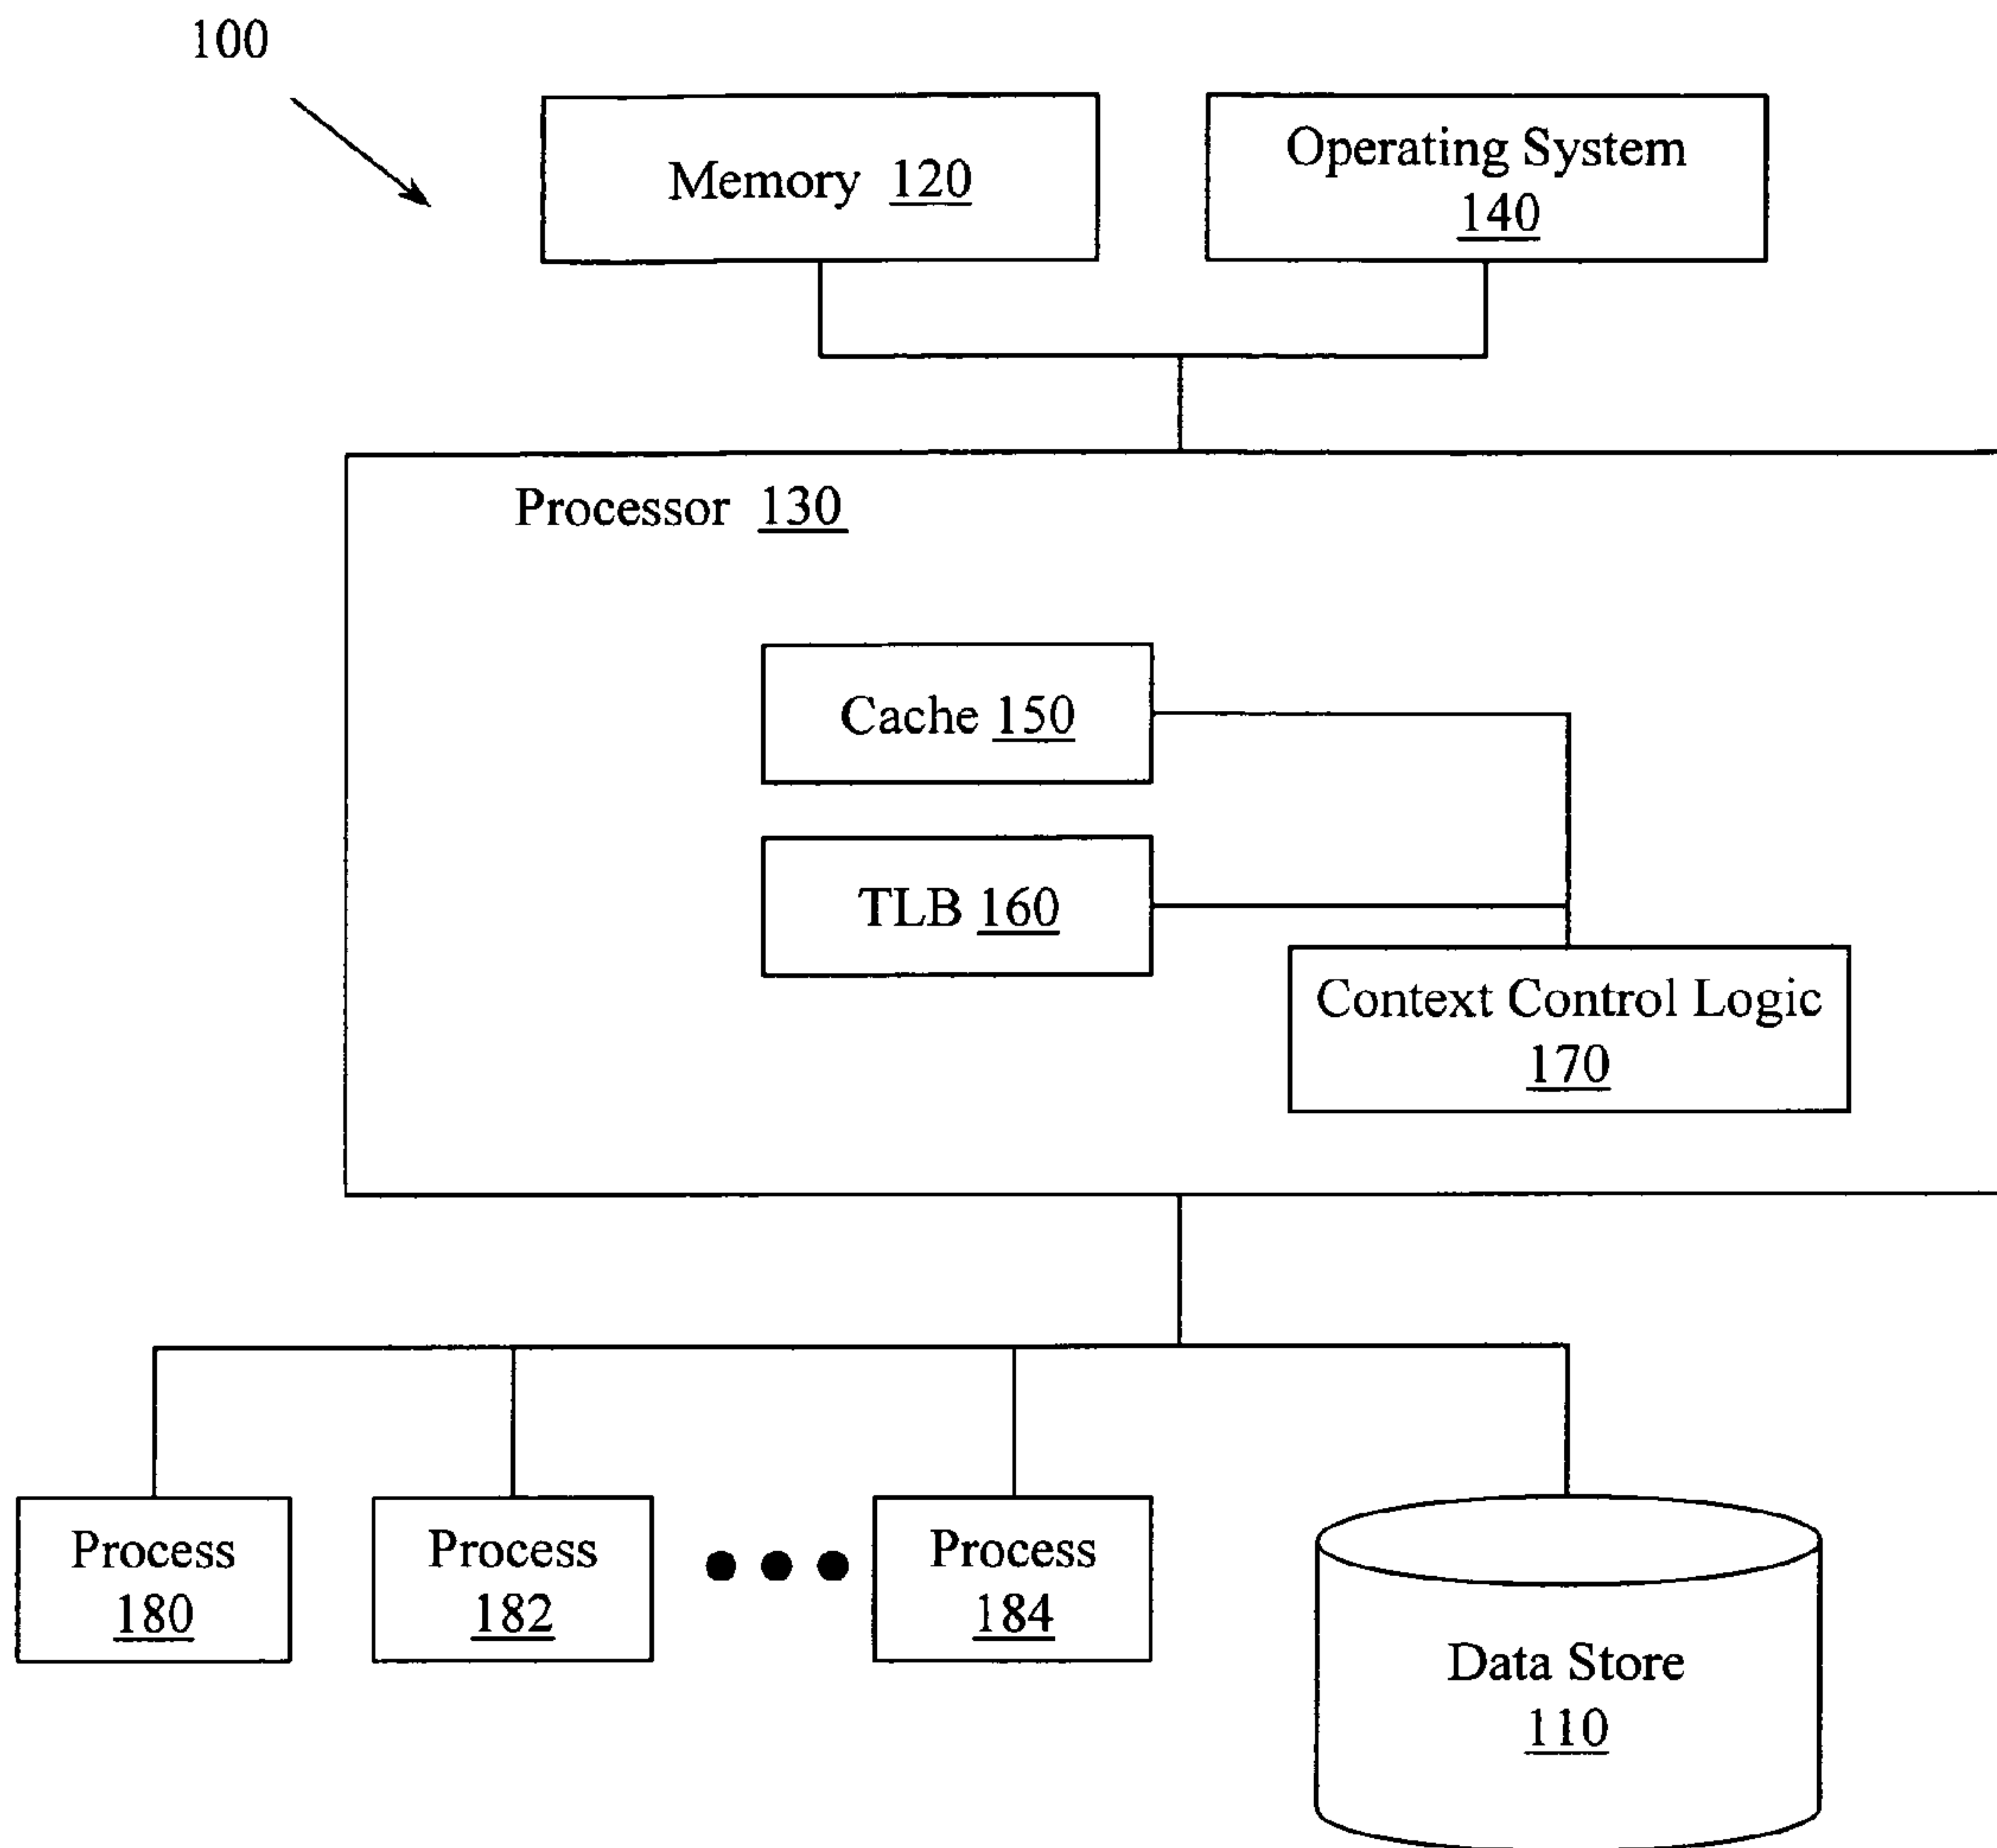 100
Memory 120
Operating System
140
Processor 130
Cache 150
TLB 160
Context Control Logic
170
Process
180
Process
182
Process
184
Data Store
110